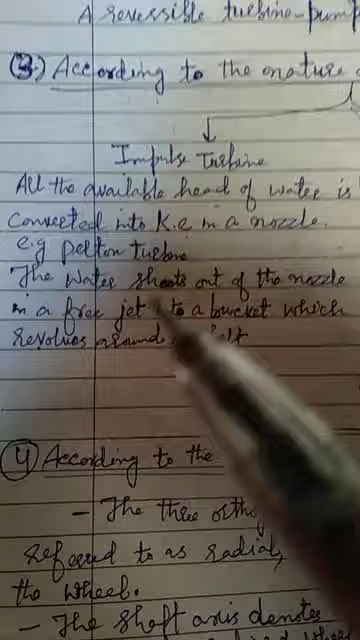 A reversible turbine-pump
(3.) According to the nature
Impulse Turbine
All the available head of water is
converted into K.e in a nozzle.
e.g pelton turbine
The water shoots out of the nozzle
in a free jet to a bucket which
revolves around
4 According to the
- The three
referred to as radial,
the wheel.
- The shaft axis denotes